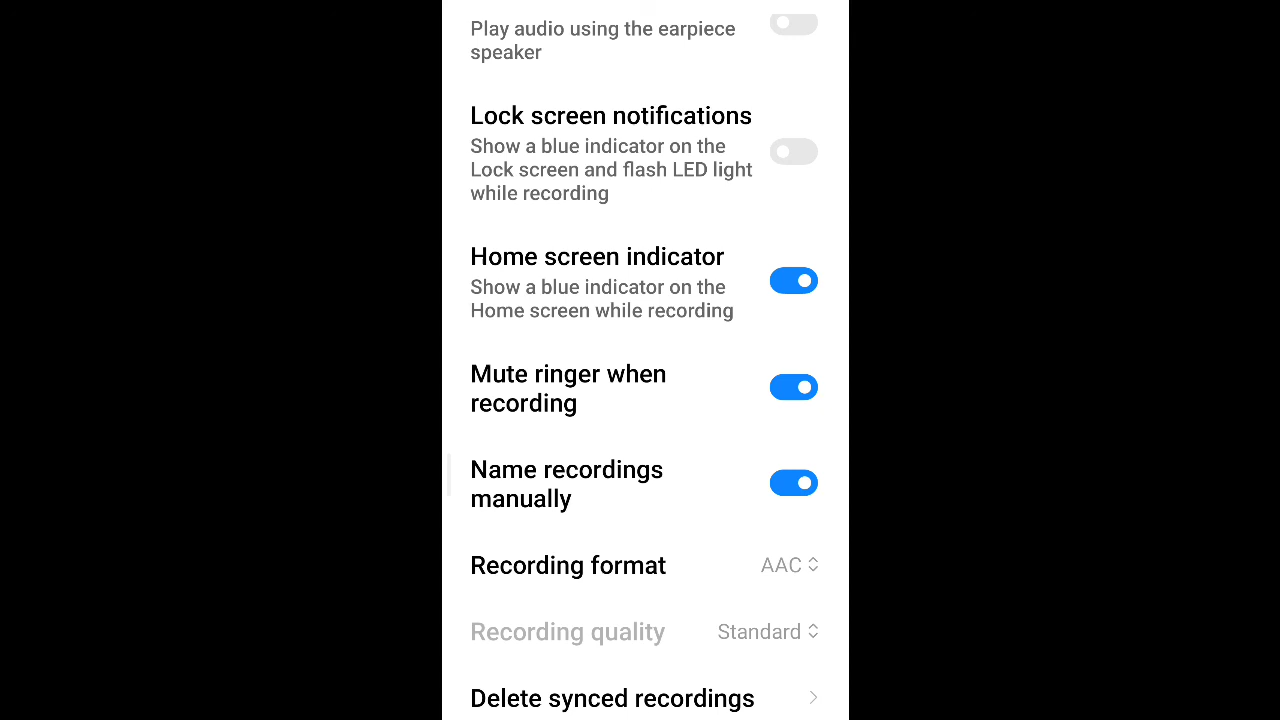 Play audio using the earpiece
speaker
Lock screen notifications
Show a blue indicator on the
Lock screen and flash LED light
while recording
Home screen indicator
Show a blue indicator on the
Home screen while recording
Mute ringer when
recording
Name recordings
manually
Recording format AAC
Recording quality Standard
Delete synced recordings